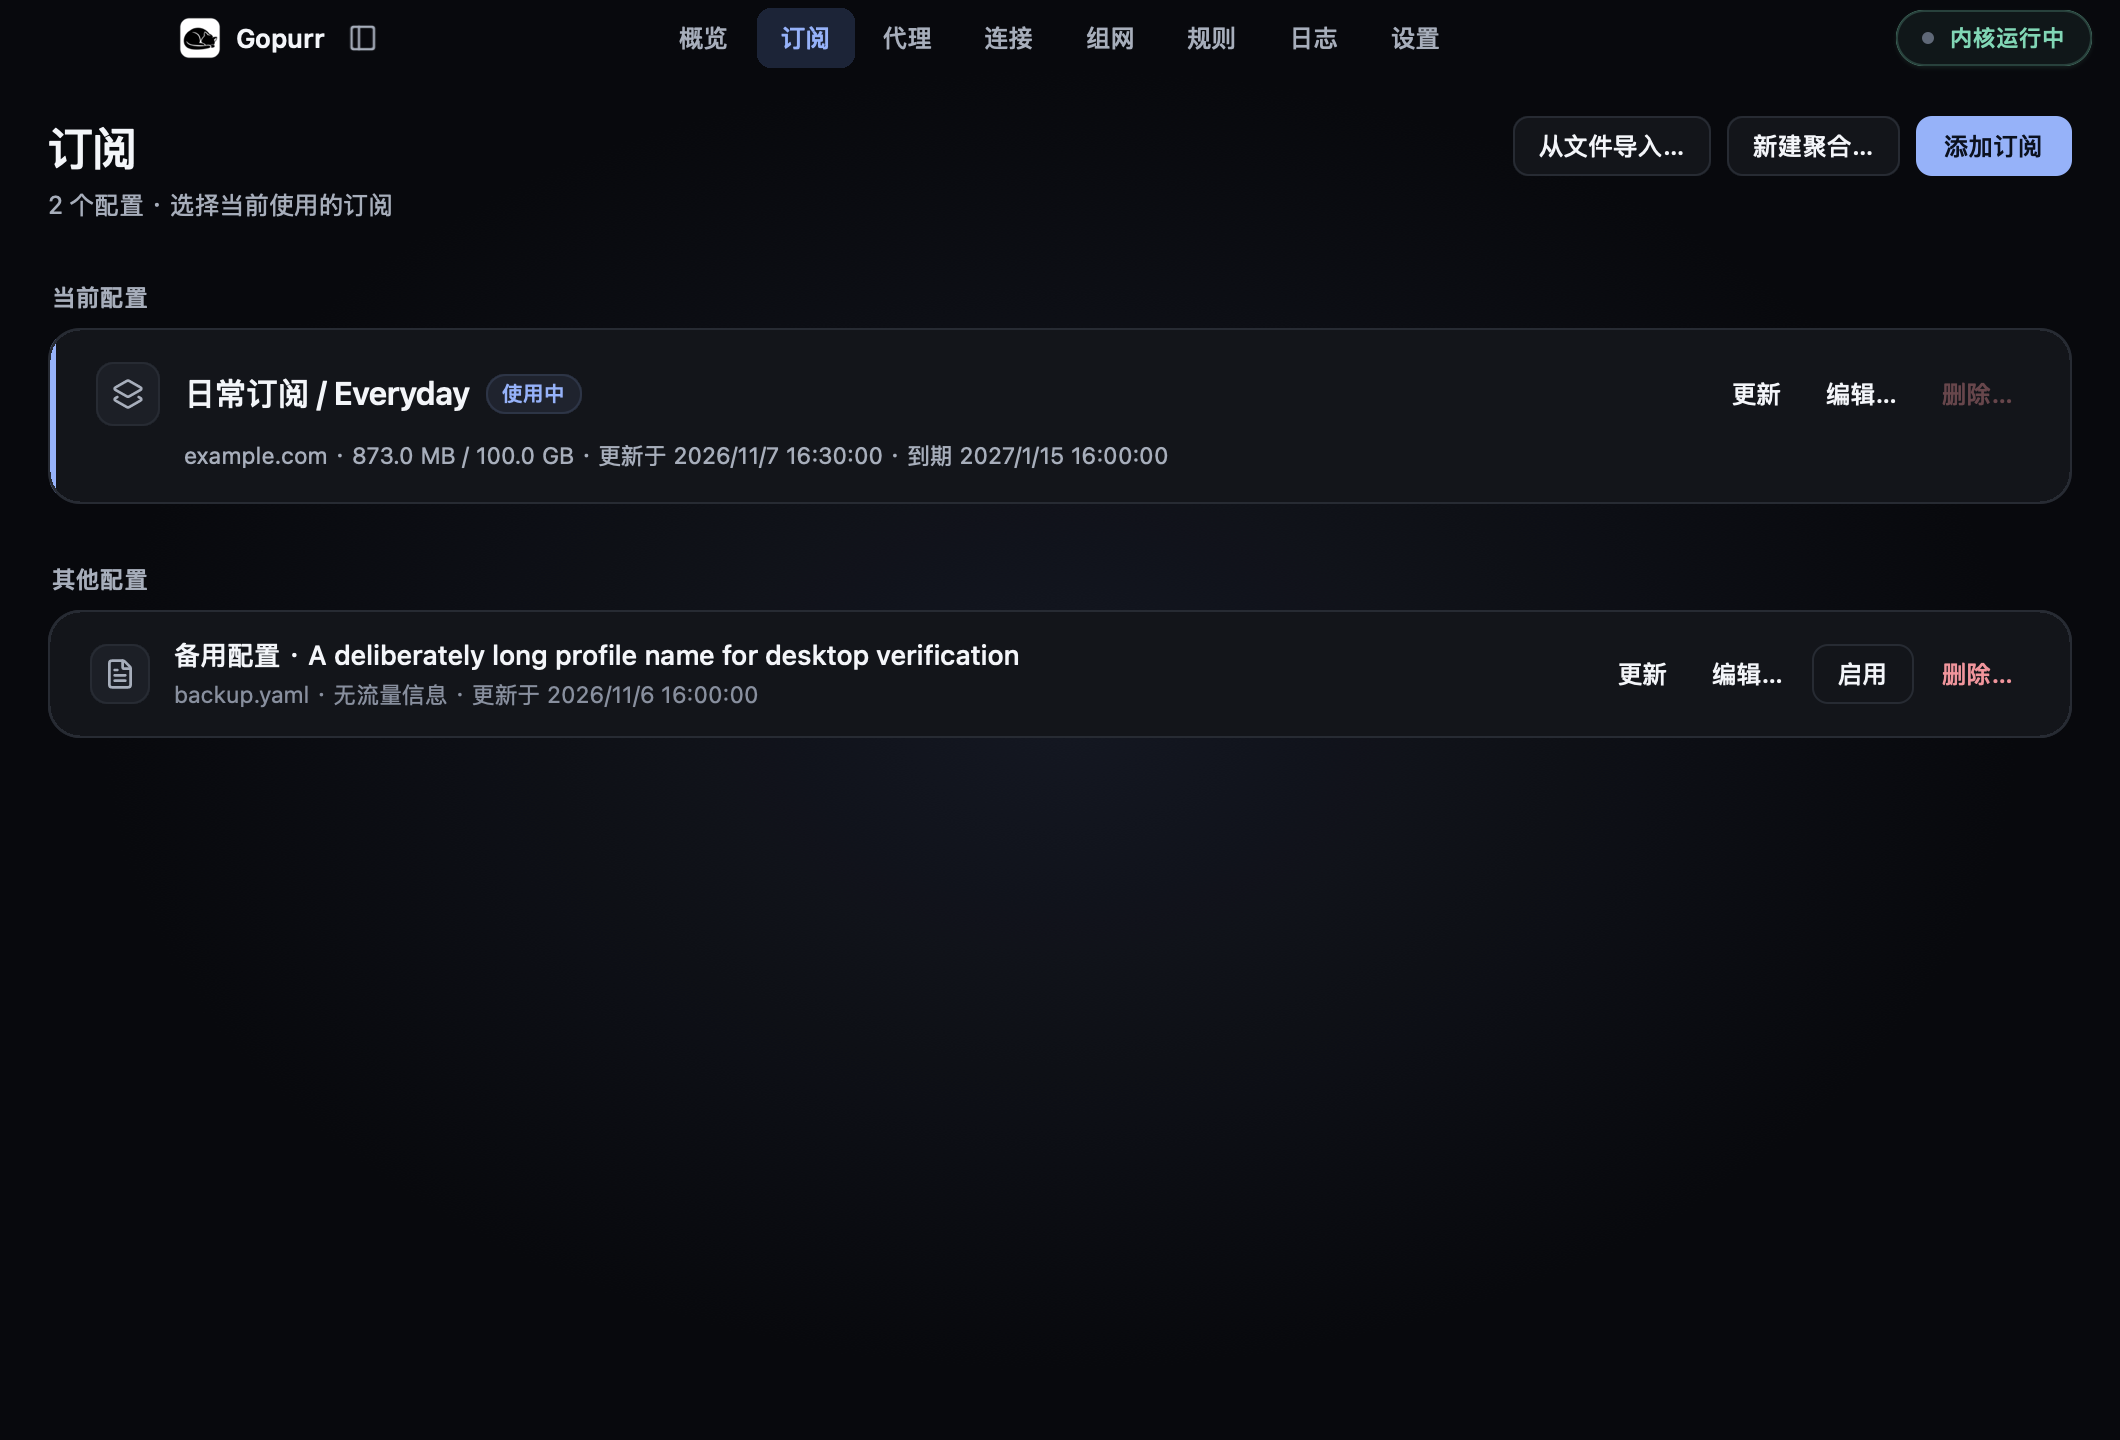 Gopurr
概览 订阅 代理 连接 组网 规则 日志 设置
内核运行中
订阅
从文件导入... 新建聚合... 添加订阅
2 个配置 · 选择当前使用的订阅
当前配置
日常订阅 / Everyday 使用中
更新 编辑... 删除...
example.com · 873.0 MB / 100.0 GB · 更新于 2026/11/7 16:30:00 · 到期 2027/1/15 16:00:00
其他配置
备用配置 · A deliberately long profile name for desktop verification
backup.yaml · 无流量信息 · 更新于 2026/11/6 16:00:00
更新 编辑... 启用 删除...